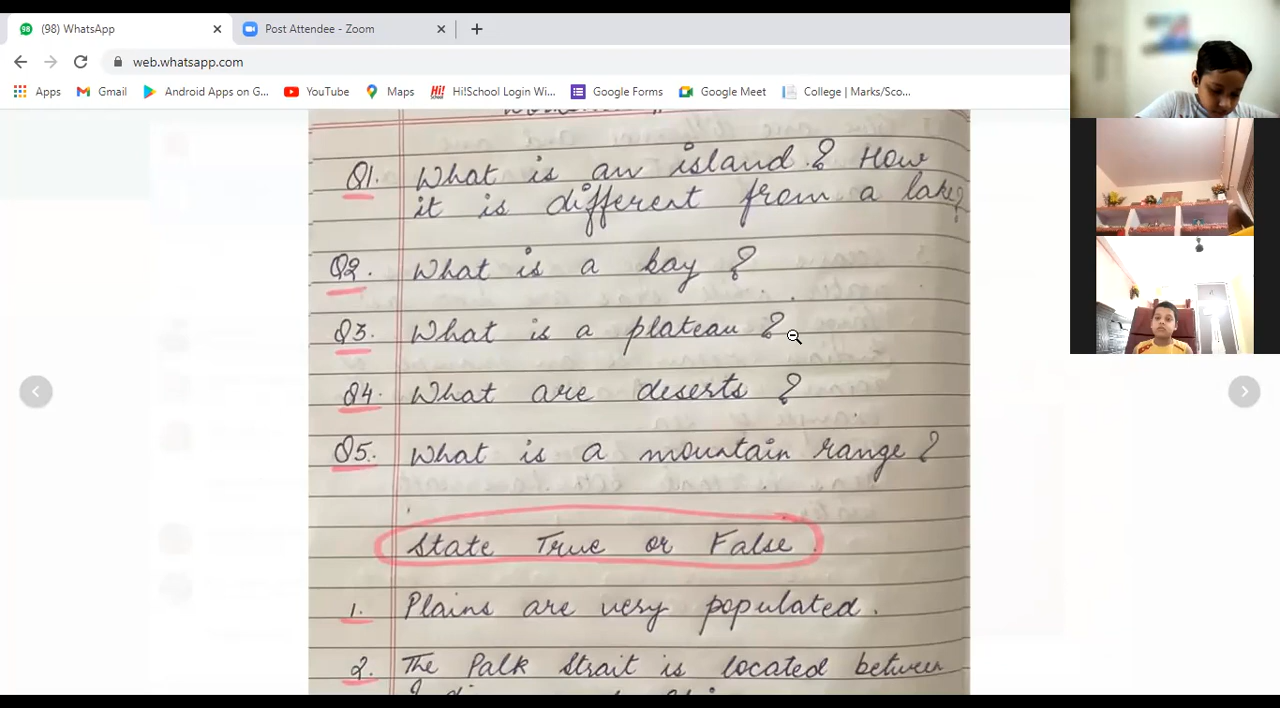 (98) WhatsApp
Post Attendee - Zoom
web.whatsapp.com
Apps
Gmail
Android Apps on G...
YouTube
Maps
Hi!School Login Wi...
Google Forms
Google Meet
College | Marks/Sco...
Q1. What is an island ? How
it is different from a lake?
Q2. What is a bay ?
Q3. What is a plateau ?
Q4. What are deserts ?
Q5. What is a mountain range ?
State True or False.
1. Plains are very populated.
2. The Palk Strait is located between